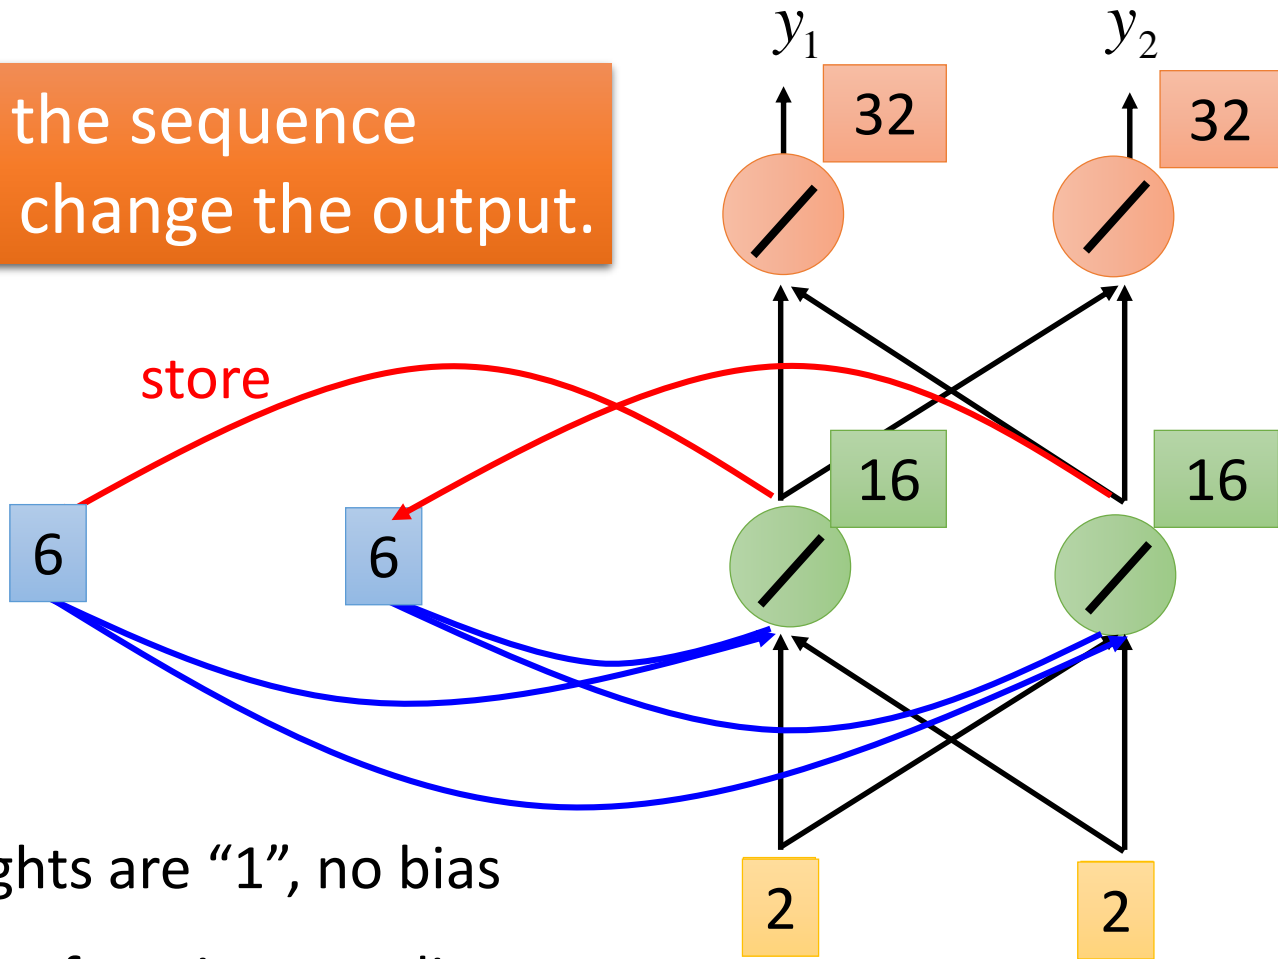 y1
y2
32
32
the sequence
change the output.
store
16
16
6
6
ghts are “1”, no bias
2
2